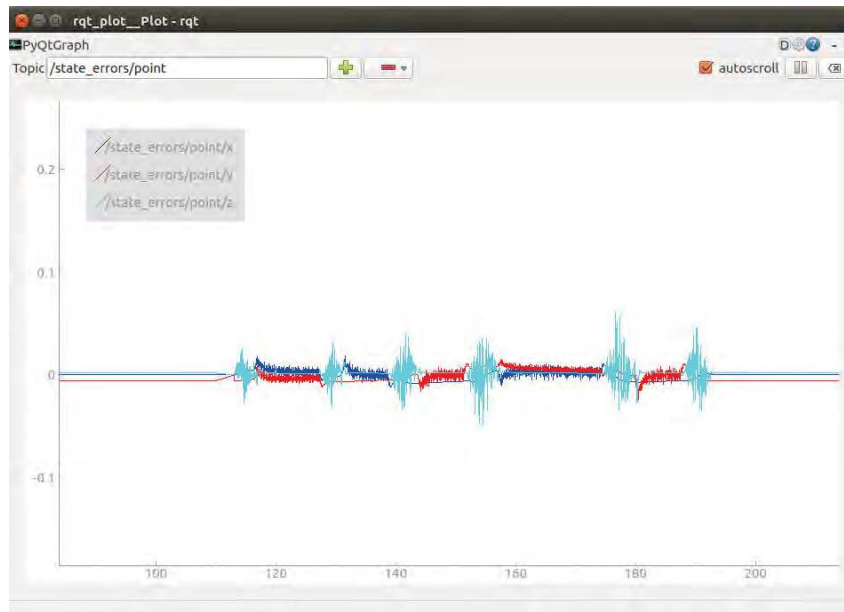 rqt_plot__Plot - rqt
PyQtGraph
D -
Topic /state_errors/point
autoscroll
/state_errors/point/x
/state_errors/point/y
/state_errors/point/z
0.2
0.1
0
-0.1
100 120 140 160 180 200